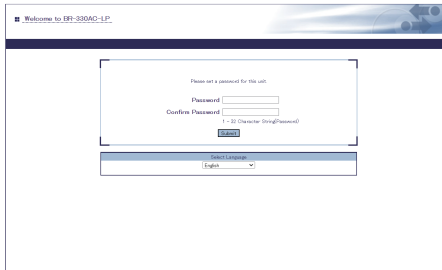 Welcome to BR-330AC-LP
Please set a password for this unit.
Password
Confirm Password
1 - 32 Character String(Password)
Submit
Select Language
English